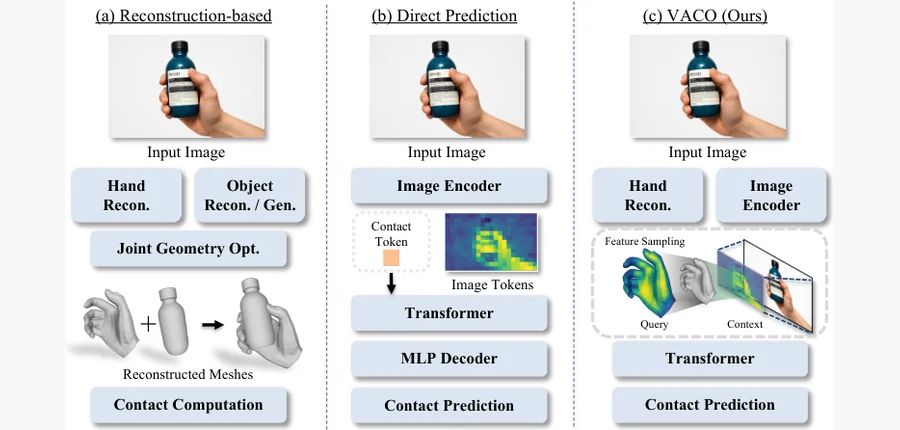 (a) Reconstruction-based
Input Image
Hand
Recon.
Object
Recon. / Gen.
Joint Geometry Opt.
+
Reconstructed Meshes
Contact Computation
(b) Direct Prediction
Input Image
Image Encoder
Contact
Token
Image Tokens
Transformer
MLP Decoder
Contact Prediction
(c) VACO (Ours)
Input Image
Hand
Recon.
Image
Encoder
Feature Sampling
Query
Context
Transformer
Contact Prediction